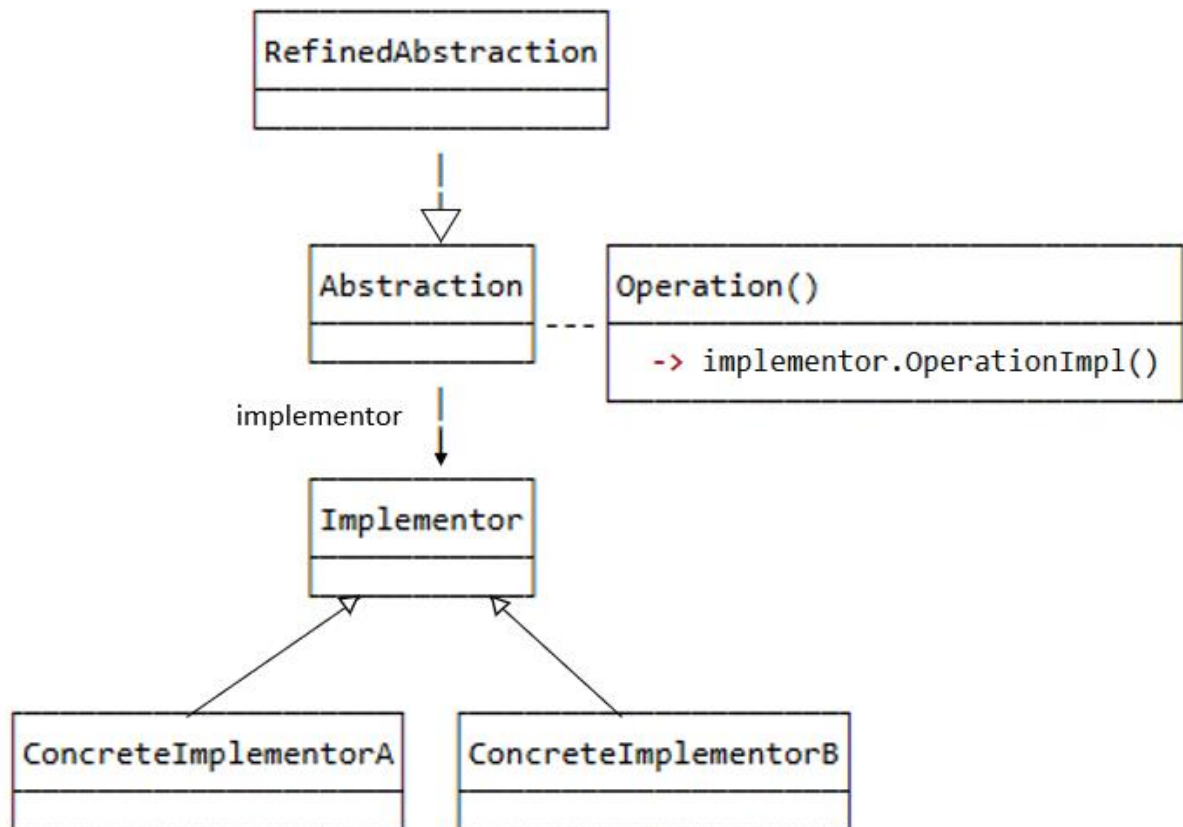 RefinedAbstraction
Abstraction
Operation()
-> implementor.OperationImpl()
implementor
Implementor
ConcreteImplementorA
ConcreteImplementorB